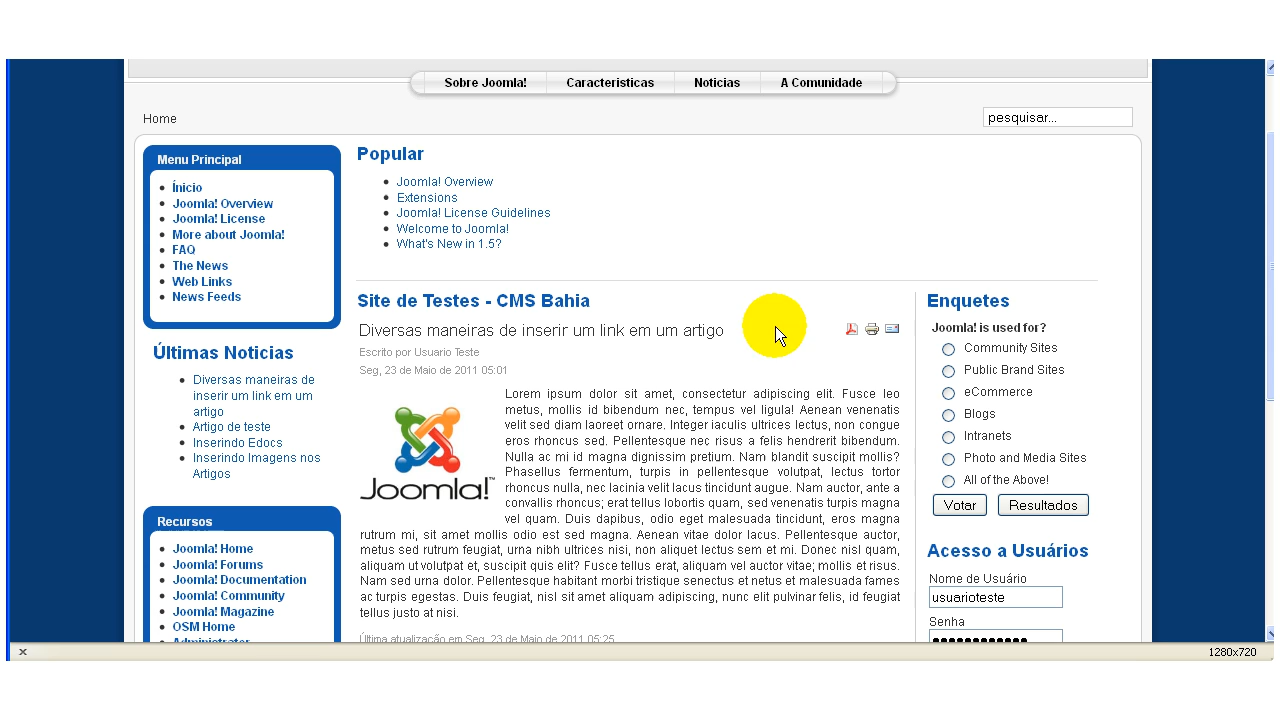 Sobre Joomla! Caracteristicas Noticias A Comunidade
Home
pesquisar...
Menu Principal
Ínicio
Joomla! Overview
Joomla! License
More about Joomla!
FAQ
The News
Web Links
News Feeds
Últimas Noticias
Diversas maneiras de
inserir um link em um
artigo
Artigo de teste
Inserindo Edocs
Inserindo Imagens nos
Artigos
Recursos
Joomla! Home
Joomla! Forums
Joomla! Documentation
Joomla! Community
Joomla! Magazine
OSM Home
Administrator
Popular
Joomla! Overview
Extensions
Joomla! License Guidelines
Welcome to Joomla!
What's New in 1.5?
Site de Testes - CMS Bahia
Diversas maneiras de inserir um link em um artigo
Escrito por Usuario Teste
Seg, 23 de Maio de 2011 05:01
Joomla!™
Lorem ipsum dolor sit amet, consectetur adipiscing elit. Fusce leo
metus, mollis id bibendum nec, tempus vel ligula! Aenean venenatis
velit sed diam laoreet ornare. Integer iaculis ultrices lectus, non congue
eros rhoncus sed. Pellentesque nec risus a felis hendrerit bibendum.
Nulla ac mi id magna dignissim pretium. Nam blandit suscipit mollis?
Phasellus fermentum, turpis in pellentesque volutpat, lectus tortor
rhoncus nulla, nec lacinia velit lacus tincidunt augue. Nam auctor, ante a
convallis rhoncus; erat tellus lobortis quam, sed venenatis turpis magna
vel quam. Duis dapibus, odio eget malesuada tincidunt, eros magna
rutrum mi, sit amet mollis odio est sed magna. Aenean vitae dolor lacus. Pellentesque auctor,
metus sed rutrum feugiat, urna nibh ultrices nisi, non aliquet lectus sem et mi. Donec nisi quam,
aliquam ut volutpat et, suscipit quis elit? Fusce tellus erat, aliquam vel auctor vitae; mollis et risus.
Nam sed urna dolor. Pellentesque habitant morbi tristique senectus et netus et malesuada fames
ac turpis egestas. Duis feugiat, nisl sit amet aliquam adipiscing, nunc elit pulvinar felis, id feugiat
tellus justo at nisi.
Última atualização em Seg, 23 de Maio de 2011 05:25
Enquetes
Joomla! is used for?
Community Sites
Public Brand Sites
eCommerce
Blogs
Intranets
Photo and Media Sites
All of the Above!
Votar Resultados
Acesso a Usuários
Nome de Usuário
usuarioteste
Senha
1280x720